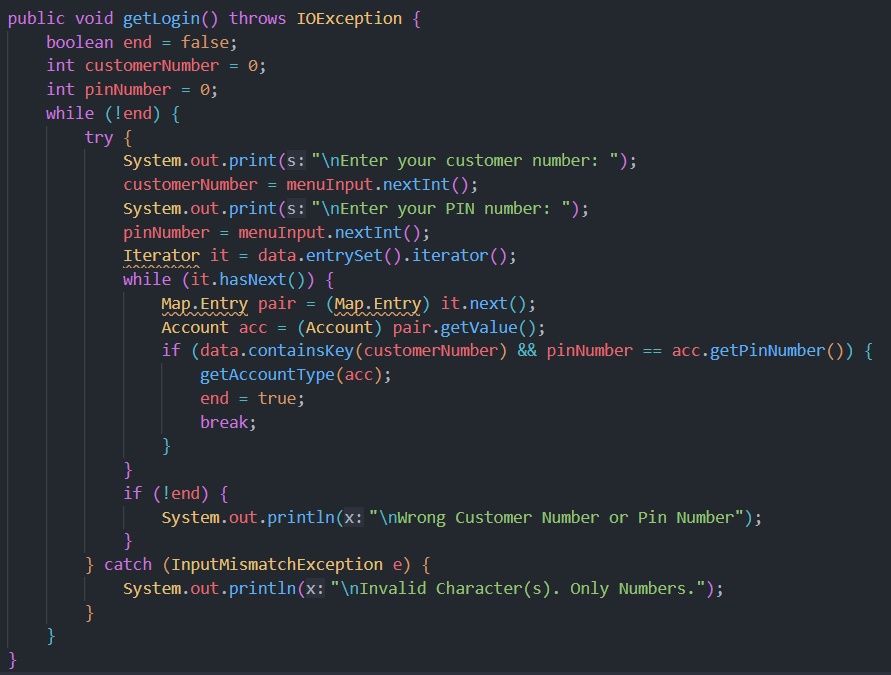 public void getLogin() throws IOException {
    boolean end = false;
    int customerNumber = 0;
    int pinNumber = 0;
    while (!end) {
        try {
            System.out.print(s: "\nEnter your customer number: ");
            customerNumber = menuInput.nextInt();
            System.out.print(s: "\nEnter your PIN number: ");
            pinNumber = menuInput.nextInt();
            Iterator it = data.entrySet().iterator();
            while (it.hasNext()) {
                Map.Entry pair = (Map.Entry) it.next();
                Account acc = (Account) pair.getValue();
                if (data.containsKey(customerNumber) && pinNumber == acc.getPinNumber()) {
                    getAccountType(acc);
                    end = true;
                    break;
                }
            }
            if (!end) {
                System.out.println(x: "\nWrong Customer Number or Pin Number");
            }
        } catch (InputMismatchException e) {
            System.out.println(x: "\nInvalid Character(s). Only Numbers.");
        }
    }
}